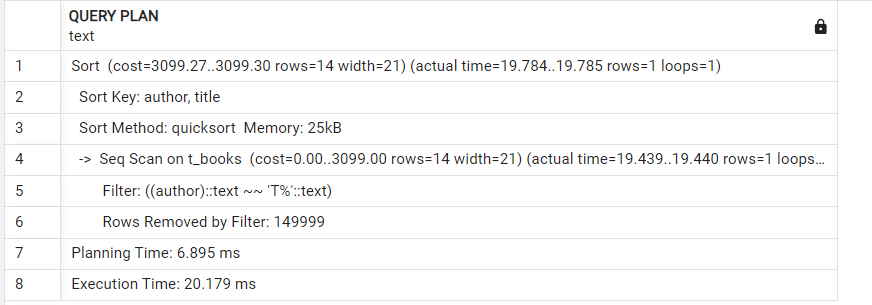 QUERY PLAN
text
1 Sort (cost=3099.27..3099.30 rows=14 width=21) (actual time=19.784..19.785 rows=1 loops=1)
2 Sort Key: author, title
3 Sort Method: quicksort Memory: 25kB
4 -> Seq Scan on t_books (cost=0.00..3099.00 rows=14 width=21) (actual time=19.439..19.440 rows=1 loops...
5 Filter: ((author)::text ~~ 'T%'::text)
6 Rows Removed by Filter: 149999
7 Planning Time: 6.895 ms
8 Execution Time: 20.179 ms